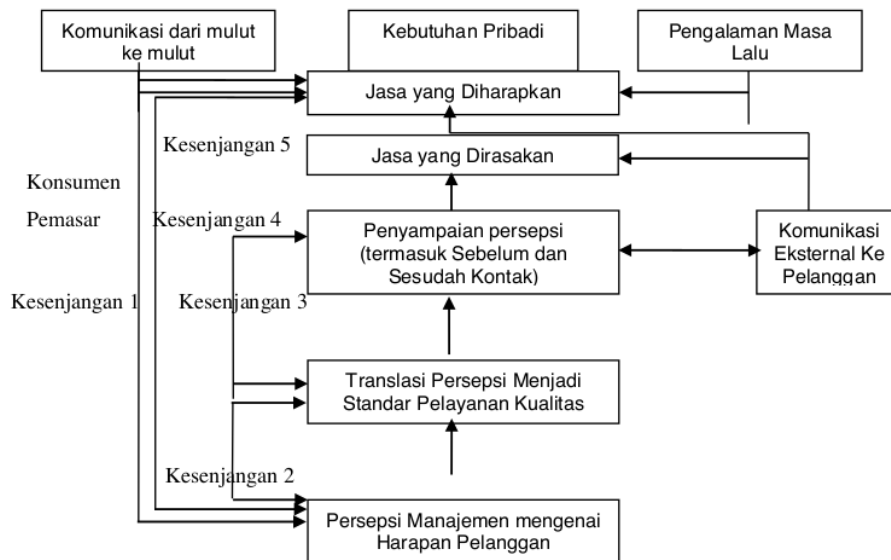 Komunikasi dari mulut
ke mulut
Kebutuhan Pribadi
Pengalaman Masa
Lalu
Jasa yang Diharapkan
Kesenjangan 5
Jasa yang Dirasakan
Konsumen
Pemasar
Kesenjangan 4
Penyampaian persepsi
(termasuk Sebelum dan
Sesudah Kontak)
Komunikasi
Eksternal Ke
Pelanggan
Kesenjangan 1
Kesenjangan 3
Translasi Persepsi Menjadi
Standar Pelayanan Kualitas
Kesenjangan 2
Persepsi Manajemen mengenai
Harapan Pelanggan